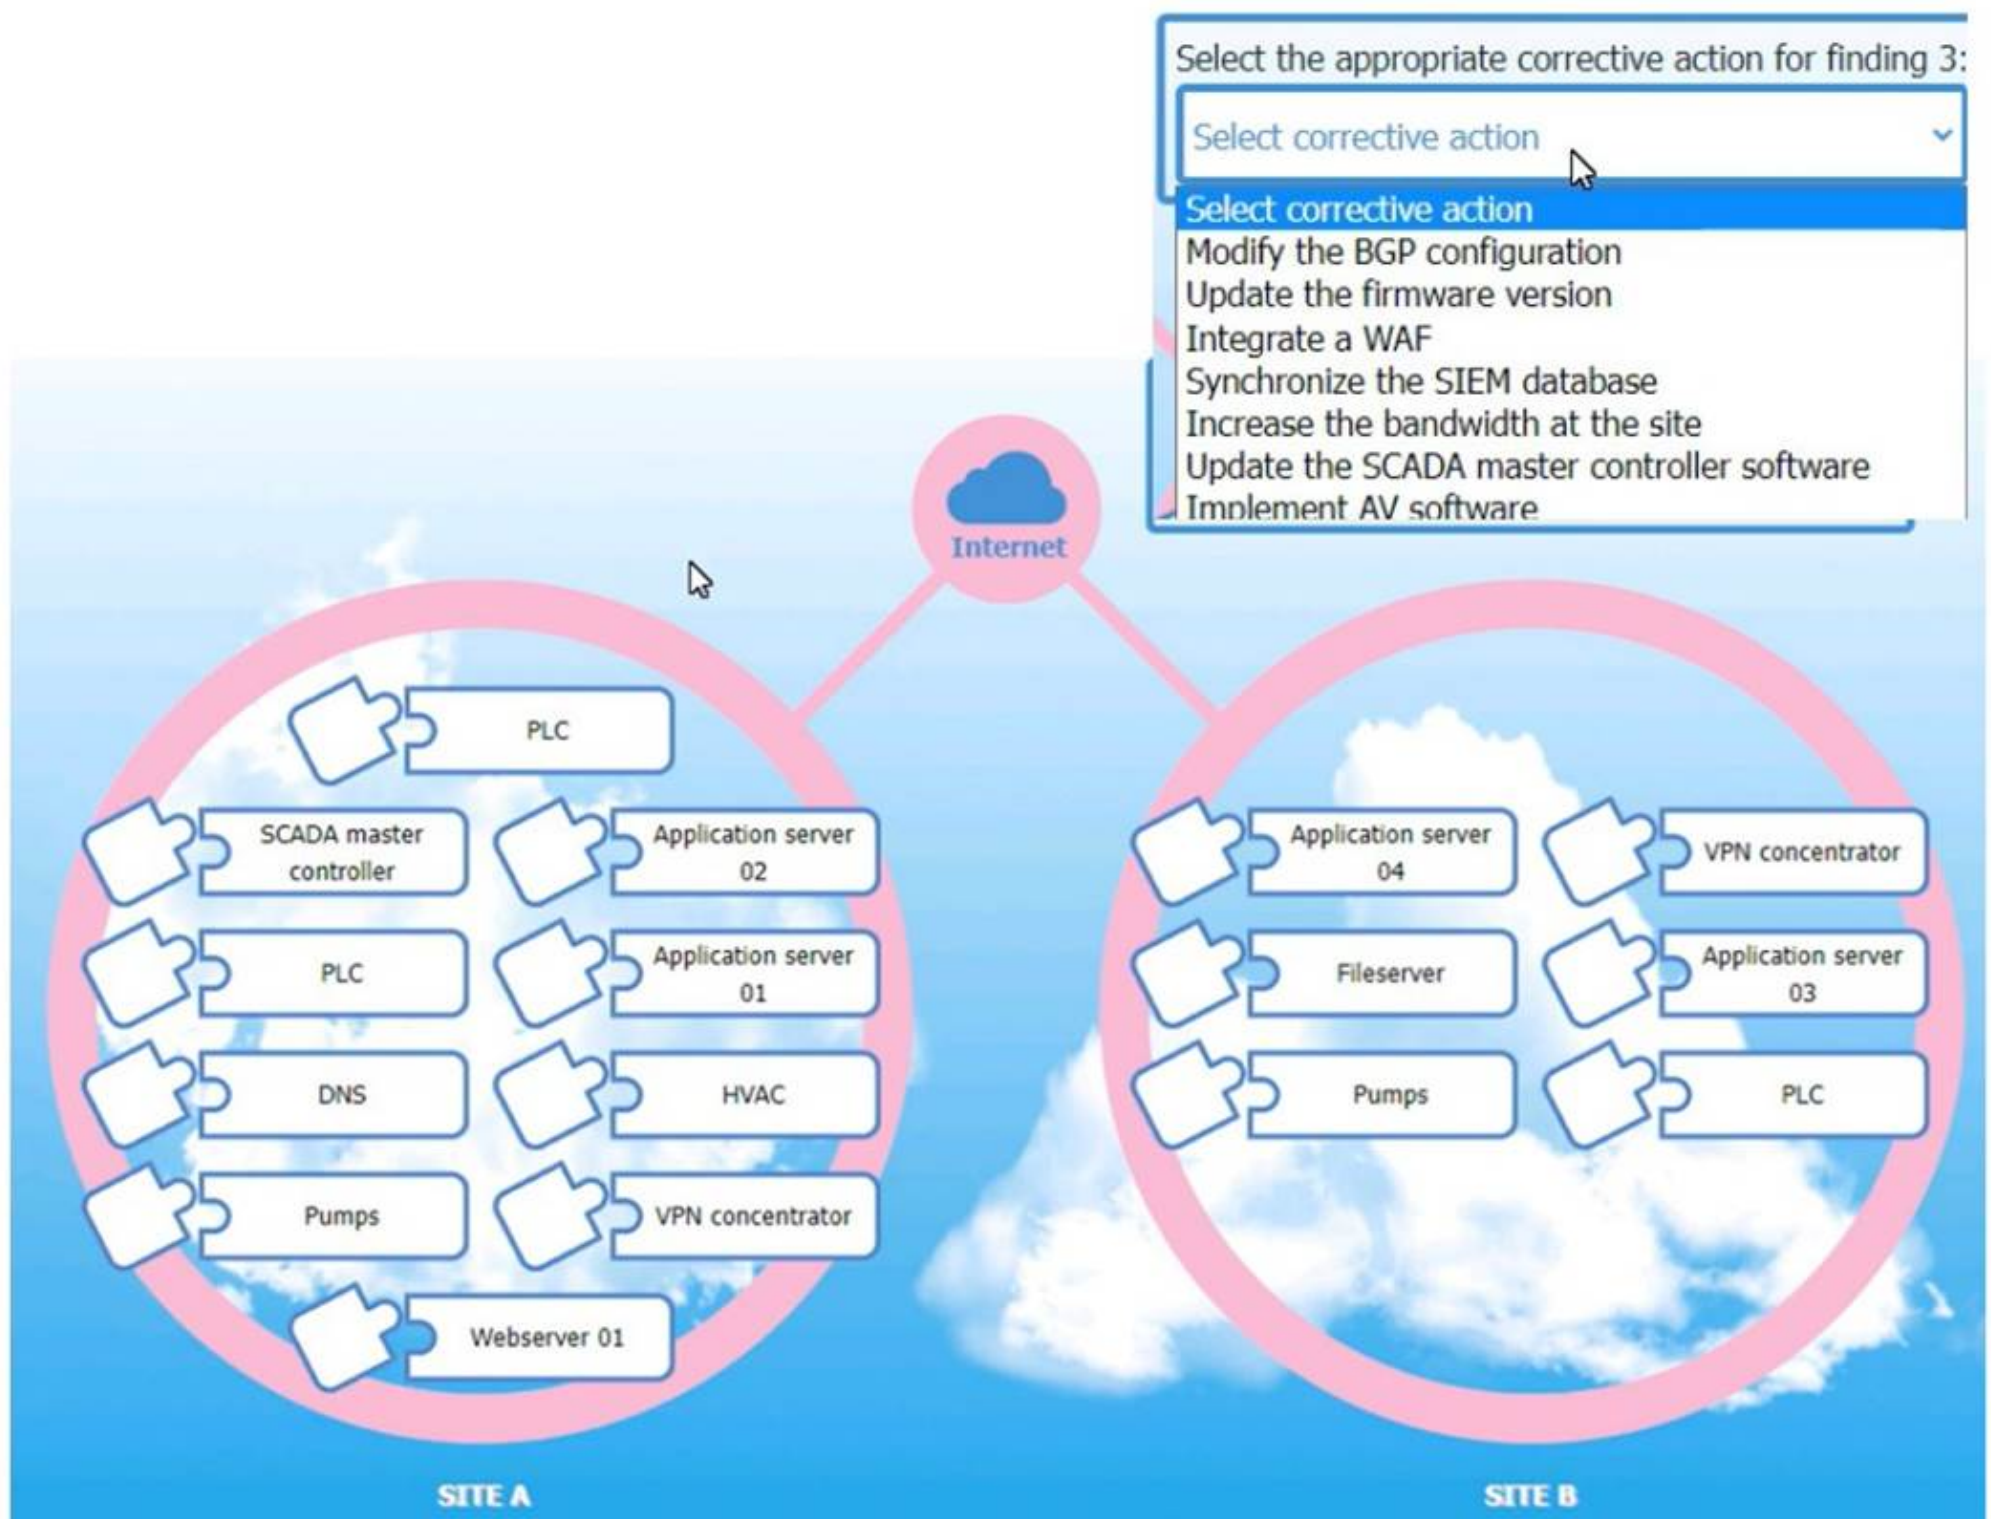 Select the appropriate corrective action for finding 3:
Select corrective action
Select corrective action
Modify the BGP configuration
Update the firmware version
Integrate a WAF
Synchronize the SIEM database
Increase the bandwidth at the site
Update the SCADA master controller software
Implement AV software
Internet
PLC
SCADA master
controller
Application server
02
PLC
Application server
01
DNS
HVAC
Pumps
VPN concentrator
Webserver 01
SITE A
Application server
04
VPN concentrator
Fileserver
Application server
03
Pumps
PLC
SITE B